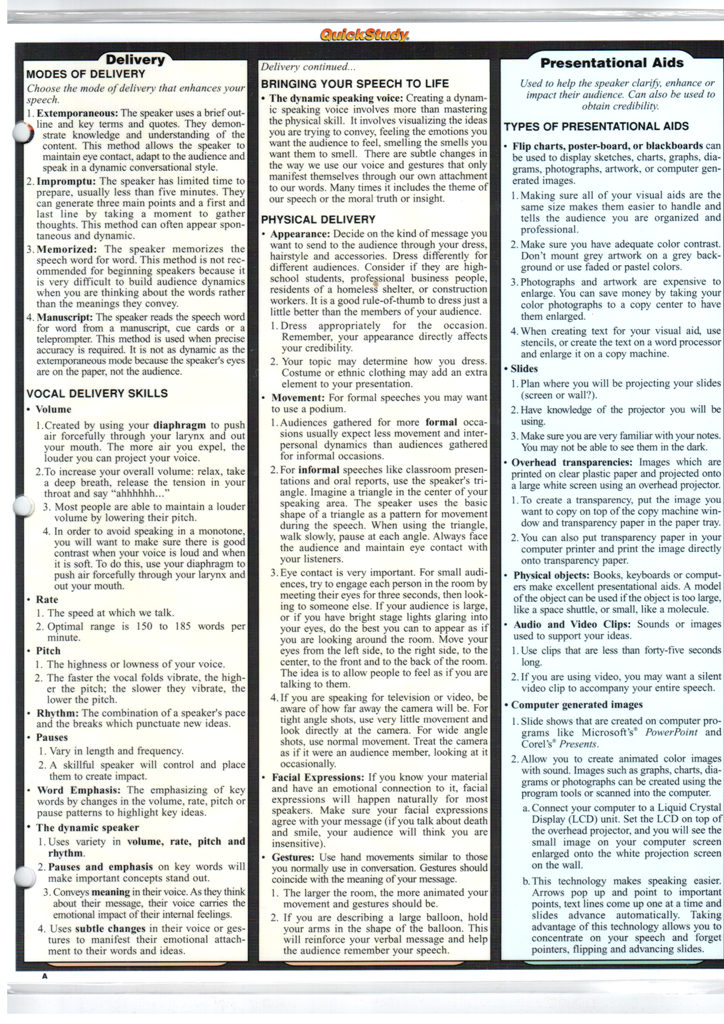 QuickStudy.
Delivery
MODES OF DELIVERY
Choose the mode of delivery that enhances your
speech.
1. Extemporaneous: The speaker uses a brief out-
line and key terms and quotes. They demon-
strate knowledge and understanding of the
content. This method allows the speaker to
maintain eye contact, adapt to the audience and
speak in a dynamic conversational style.
2. Impromptu: The speaker has limited time to
prepare, usually less than five minutes. They
can generate three main points and a first and
last line by taking a moment to gather
thoughts. This method can often appear spon-
taneous and dynamic.
3. Memorized: The speaker memorizes the
speech word for word. This method is not rec-
ommended for beginning speakers because it
is very difficult to build audience dynamics
when you are thinking about the words rather
than the meanings they convey.
4. Manuscript: The speaker reads the speech word
for word from a manuscript, cue cards or a
teleprompter. This method is used when precise
accuracy is required. It is not as dynamic as the
extemporaneous mode because the speaker's eyes
are on the paper, not the audience.
VOCAL DELIVERY SKILLS
• Volume
1.Created by using your diaphragm to push
air forcefully through your larynx and out
your mouth. The more air you expel, the
louder you can project your voice.
2.To increase your overall volume: relax, take
a deep breath, release the tension in your
throat and say “ahhhhhh...”
3. Most people are able to maintain a louder
volume by lowering their pitch.
4. In order to avoid speaking in a monotone,
you will want to make sure there is good
contrast when your voice is loud and when
it is soft. To do this, use your diaphragm to
push air forcefully through your larynx and
out your mouth.
• Rate
1. The speed at which we talk.
2. Optimal range is 150 to 185 words per
minute.
• Pitch
1. The highness or lowness of your voice.
2. The faster the vocal folds vibrate, the high-
er the pitch; the slower they vibrate, the
lower the pitch.
• Rhythm: The combination of a speaker's pace
and the breaks which punctuate new ideas.
• Pauses
1. Vary in length and frequency.
2. A skillful speaker will control and place
them to create impact.
• Word Emphasis: The emphasizing of key
words by changes in the volume, rate, pitch or
pause patterns to highlight key ideas.
• The dynamic speaker
1. Uses variety in volume, rate, pitch and
rhythm.
2. Pauses and emphasis on key words will
make important concepts stand out.
3. Conveys meaning in their voice. As they think
about their message, their voice carries the
emotional impact of their internal feelings.
4. Uses subtle changes in their voice or ges-
tures to manifest their emotional attach-
ment to their words and ideas.
Delivery continued...
BRINGING YOUR SPEECH TO LIFE
• The dynamic speaking voice: Creating a dynam-
ic speaking voice involves more than mastering
the physical skill. It involves visualizing the ideas
you are trying to convey, feeling the emotions you
want the audience to feel, smelling the smells you
want them to smell. There are subtle changes in
the way we use our voice and gestures that only
manifest themselves through our own attachment
to our words. Many times it includes the theme of
our speech or the moral truth or insight.
PHYSICAL DELIVERY
• Appearance: Decide on the kind of message you
want to send to the audience through your dress,
hairstyle and accessories. Dress differently for
different audiences. Consider if they are high-
school students, professional business people,
residents of a homeless shelter, or construction
workers. It is a good rule-of-thumb to dress just a
little better than the members of your audience.
1. Dress appropriately for the occasion.
Remember, your appearance directly affects
your credibility.
2. Your topic may determine how you dress.
Costume or ethnic clothing may add an extra
element to your presentation.
• Movement: For formal speeches you may want
to use a podium.
1.Audiences gathered for more formal occa-
sions usually expect less movement and inter-
personal dynamics than audiences gathered
for informal occasions.
2.For informal speeches like classroom presen-
tations and oral reports, use the speaker's tri-
angle. Imagine a triangle in the center of your
speaking area. The speaker uses the basic
shape of a triangle as a pattern for movement
during the speech. When using the triangle,
walk slowly, pause at each angle. Always face
the audience and maintain eye contact with
your listeners.
3.Eye contact is very important. For small audi-
ences, try to engage each person in the room by
meeting their eyes for three seconds, then look-
ing to someone else. If your audience is large,
or if you have bright stage lights glaring into
your eyes, do the best you can to appear as if
you are looking around the room. Move your
eyes from the left side, to the right side, to the
center, to the front and to the back of the room.
The idea is to allow people to feel as if you are
talking to them.
4.If you are speaking for television or video, be
aware of how far away the camera will be. For
tight angle shots, use very little movement and
look directly at the camera. For wide angle
shots, use normal movement. Treat the camera
as if it were an audience member, looking at it
occasionally.
• Facial Expressions: If you know your material
and have an emotional connection to it, facial
expressions will happen naturally for most
speakers. Make sure your facial expressions
agree with your message (if you talk about death
and smile, your audience will think you are
insensitive).
• Gestures: Use hand movements similar to those
you normally use in conversation. Gestures should
coincide with the meaning of your message.
1. The larger the room, the more animated your
movement and gestures should be.
2. If you are describing a large balloon, hold
your arms in the shape of the balloon. This
will reinforce your verbal message and help
the audience remember your speech.
Presentational Aids
Used to help the speaker clarify, enhance or
impact their audience. Can also be used to
obtain credibility.
TYPES OF PRESENTATIONAL AIDS
• Flip charts, poster-board, or blackboards can
be used to display sketches, charts, graphs, dia-
grams, photographs, artwork, or computer gen-
erated images.
1. Making sure all of your visual aids are the
same size makes them easier to handle and
tells the audience you are organized and
professional.
2. Make sure you have adequate color contrast.
Don't mount grey artwork on a grey back-
ground or use faded or pastel colors.
3. Photographs and artwork are expensive to
enlarge. You can save money by taking your
color photographs to a copy center to have
them enlarged.
4. When creating text for your visual aid, use
stencils, or create the text on a word processor
and enlarge it on a copy machine.
• Slides
1. Plan where you will be projecting your slides
(screen or wall?).
2. Have knowledge of the projector you will be
using.
3. Make sure you are very familiar with your notes.
You may not be able to see them in the dark.
• Overhead transparencies: Images which are
printed on clear plastic paper and projected onto
a large white screen using an overhead projector.
1. To create a transparency, put the image you
want to copy on top of the copy machine win-
dow and transparency paper in the paper tray.
2. You can also put transparency paper in your
computer printer and print the image directly
onto transparency paper.
• Physical objects: Books, keyboards or comput-
ers make excellent presentational aids. A model
of the object can be used if the object is too large,
like a space shuttle, or small, like a molecule.
• Audio and Video Clips: Sounds or images
used to support your ideas.
1. Use clips that are less than forty-five seconds
long.
2. If you are using video, you may want a silent
video clip to accompany your entire speech.
• Computer generated images
1. Slide shows that are created on computer pro-
grams like Microsoft's® PowerPoint and
Corel's® Presents.
2. Allow you to create animated color images
with sound. Images such as graphs, charts, dia-
grams or photographs can be created using the
program tools or scanned into the computer.
a. Connect your computer to a Liquid Crystal
Display (LCD) unit. Set the LCD on top of
the overhead projector, and you will see the
small image on your computer screen
enlarged onto the white projection screen
on the wall.
b. This technology makes speaking easier.
Arrows pop up and point to important
points, text lines come up one at a time and
slides advance automatically. Taking
advantage of this technology allows you to
concentrate on your speech and forget
pointers, flipping and advancing slides.
A